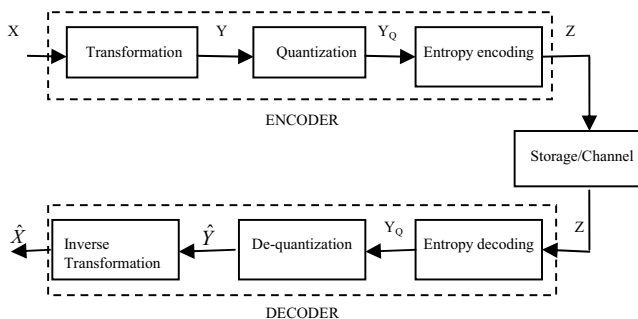 X
Y
Y_Q
Z
Transformation
Quantization
Entropy encoding
ENCODER
Storage/Channel
X̂
Ŷ
Y_Q
Z
Inverse
Transformation
De-quantization
Entropy decoding
DECODER